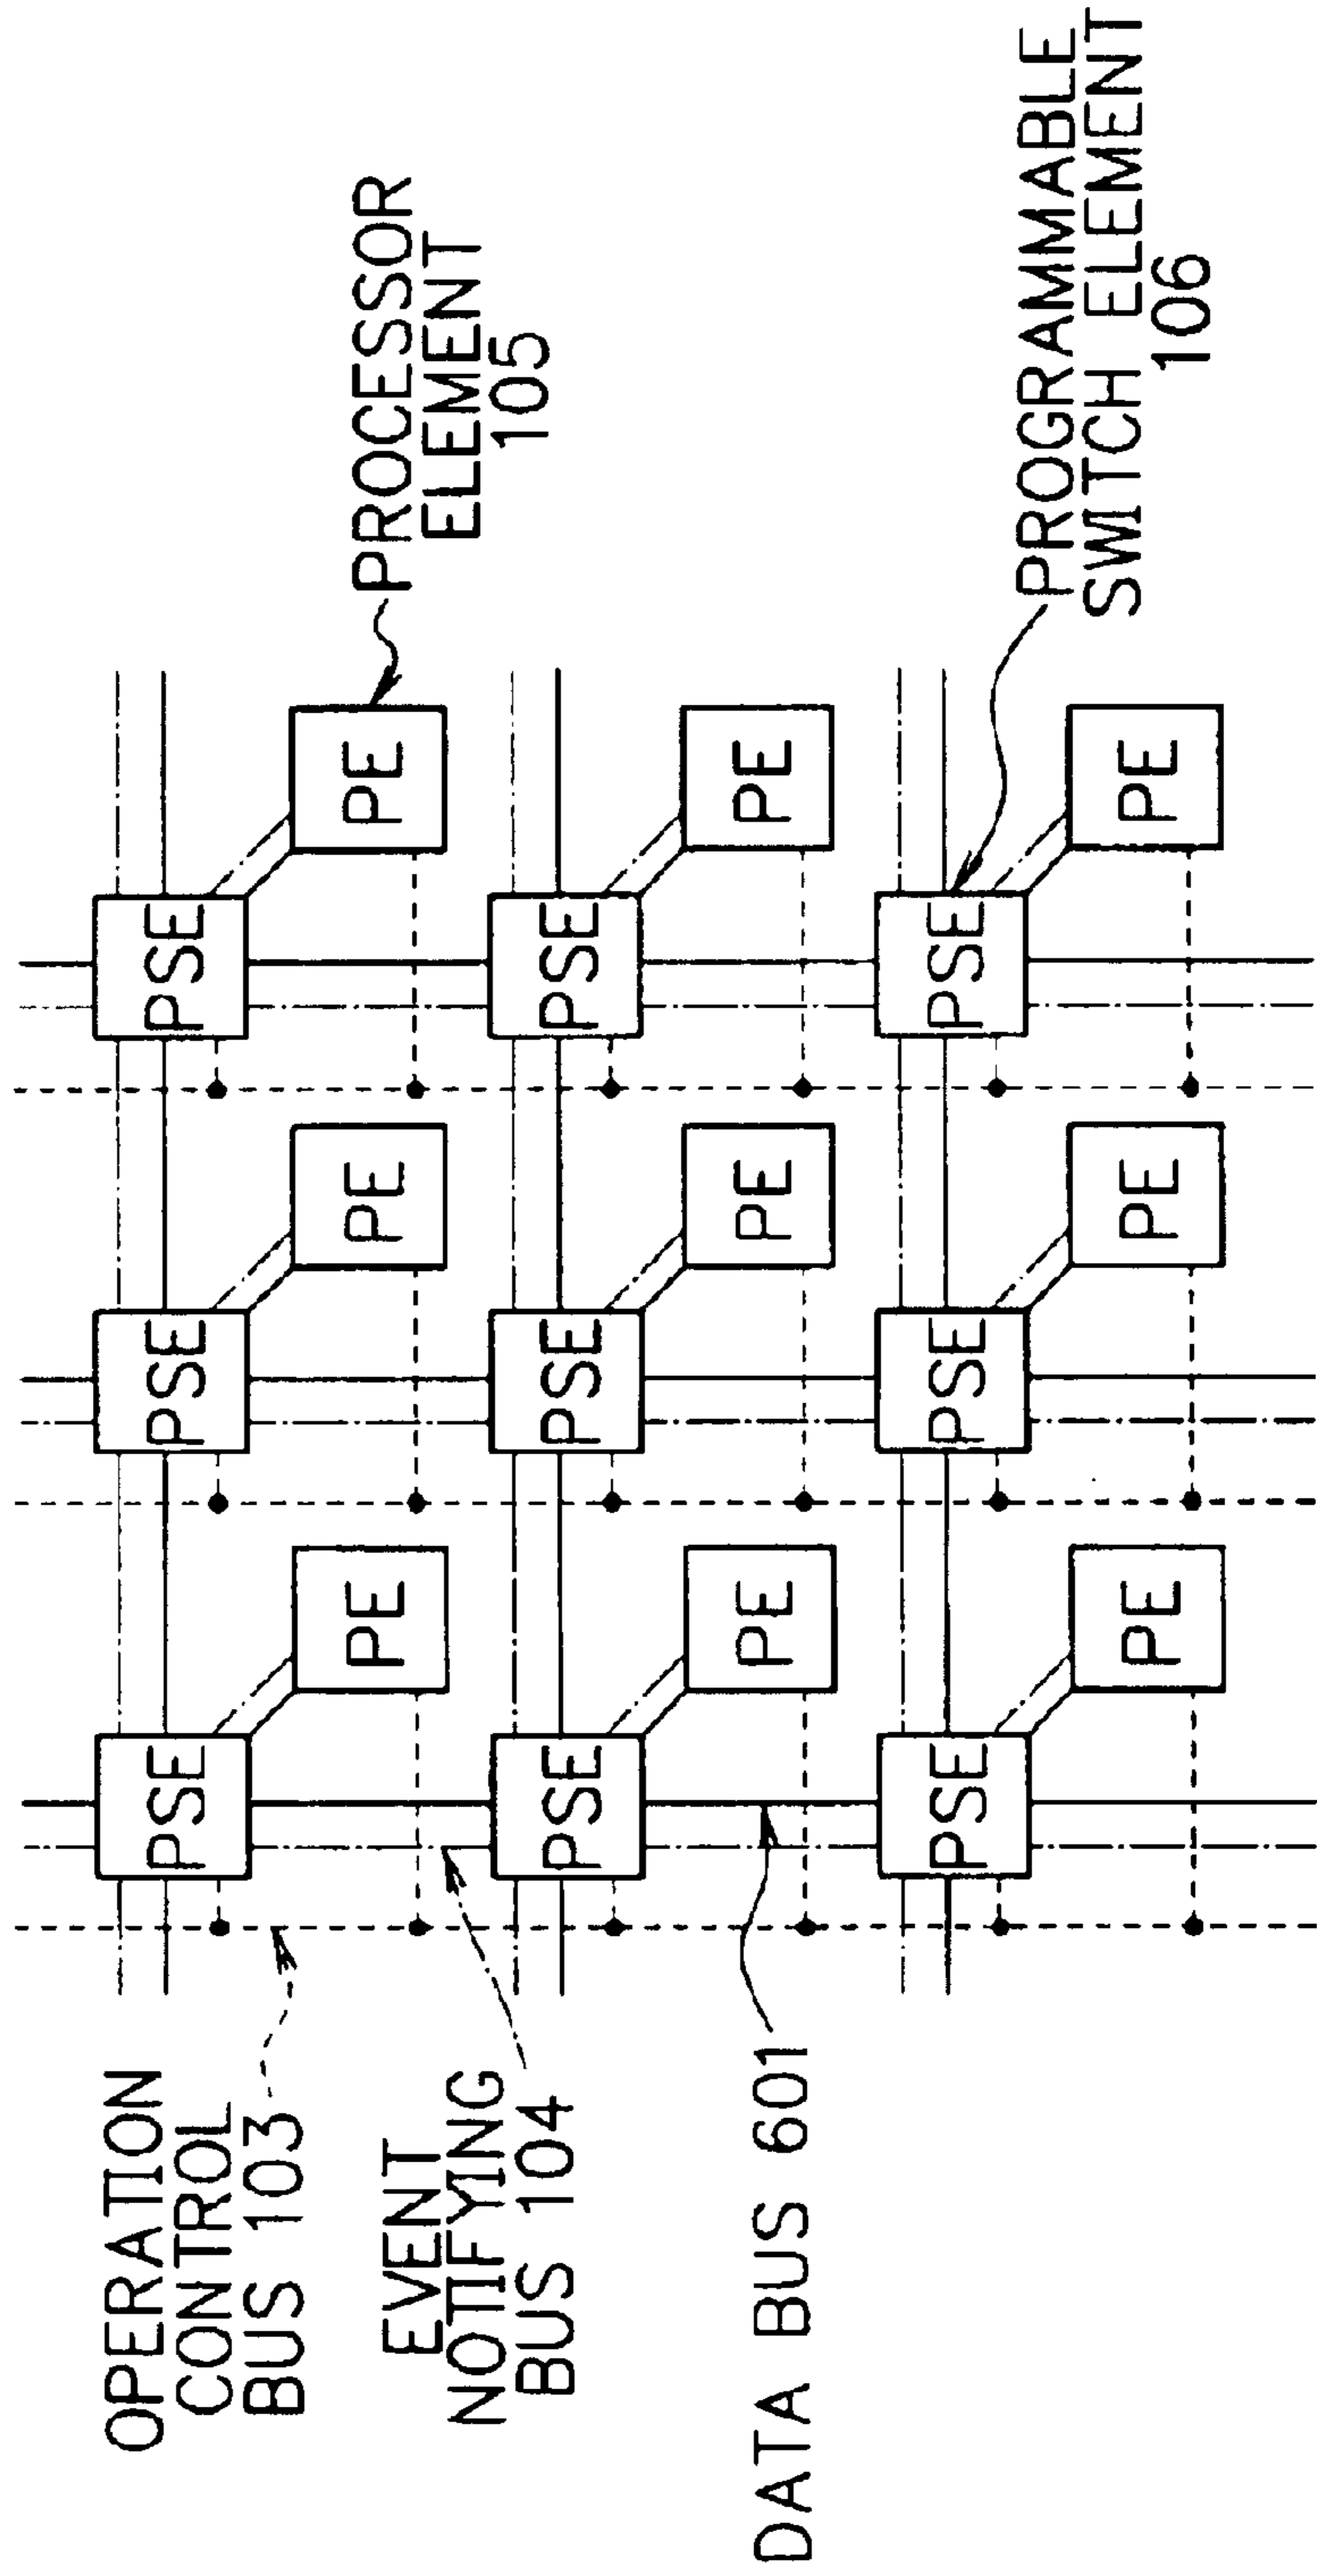 OPERATION
CONTROL
BUS 103
EVENT
NOTIFYING
BUS 104
DATA BUS 601
PSE
PSE
PSE
PE
PE
PE
PSE
PSE
PSE
PE
PE
PE
PSE
PSE
PSE
PE
PE
PE
PROCESSOR
ELEMENT
105
PROGRAMMABLE
SWITCH ELEMENT
106